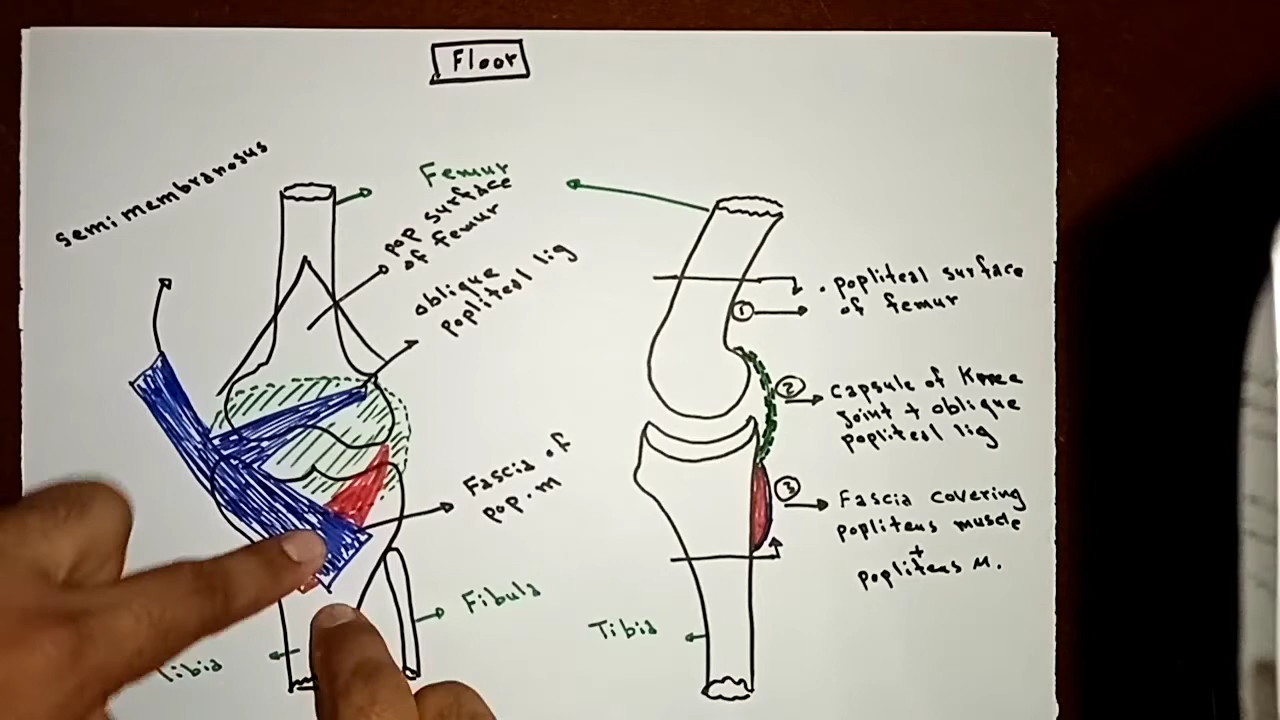 Floor
semimembranosus
Femur
pop surface
of femur
oblique
popliteal lig
Fascia of
pop. m
Fibula
Tibia
. popliteal surface
of femur
1
2
capsule of Knee
Joint + oblique
popliteal lig
3
Fascia covering
popliteus muscle
+
popliteus M.
Tibia